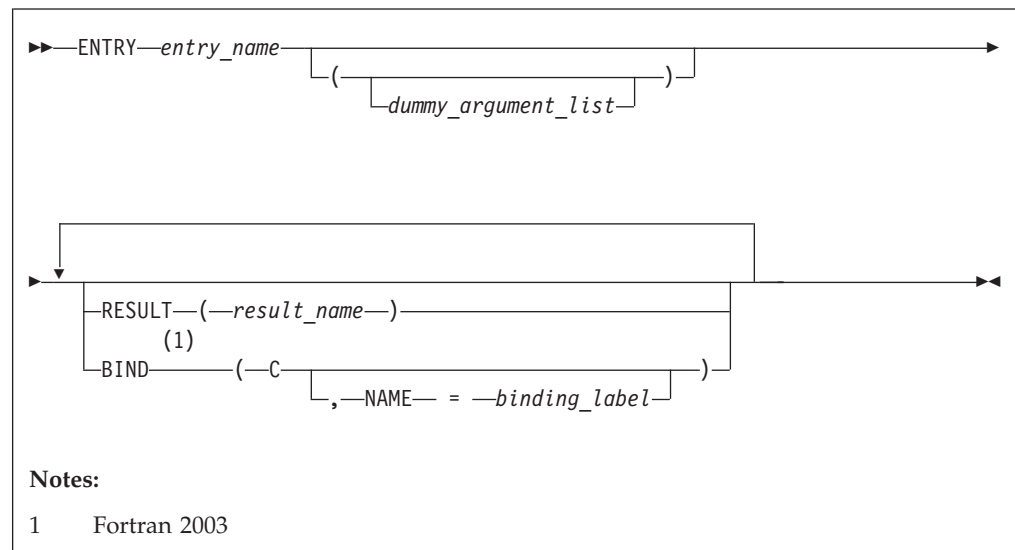 ENTRY entry_name
( )
dummy_argument_list
RESULT ( result_name )
(1)
BIND ( C )
, NAME = binding_label
Notes:
1 Fortran 2003